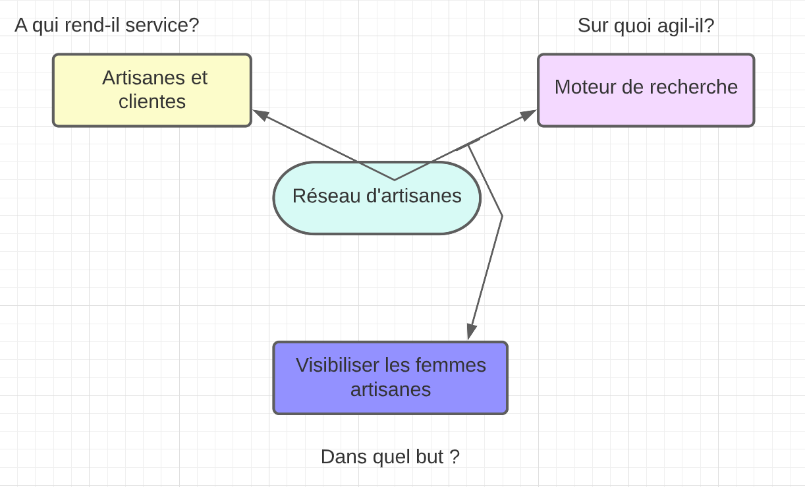 A qui rend-il service?
Sur quoi agil-il?
Artisanes et
clientes
Moteur de recherche
Réseau d'artisanes
Visibiliser les femmes
artisanes
Dans quel but ?